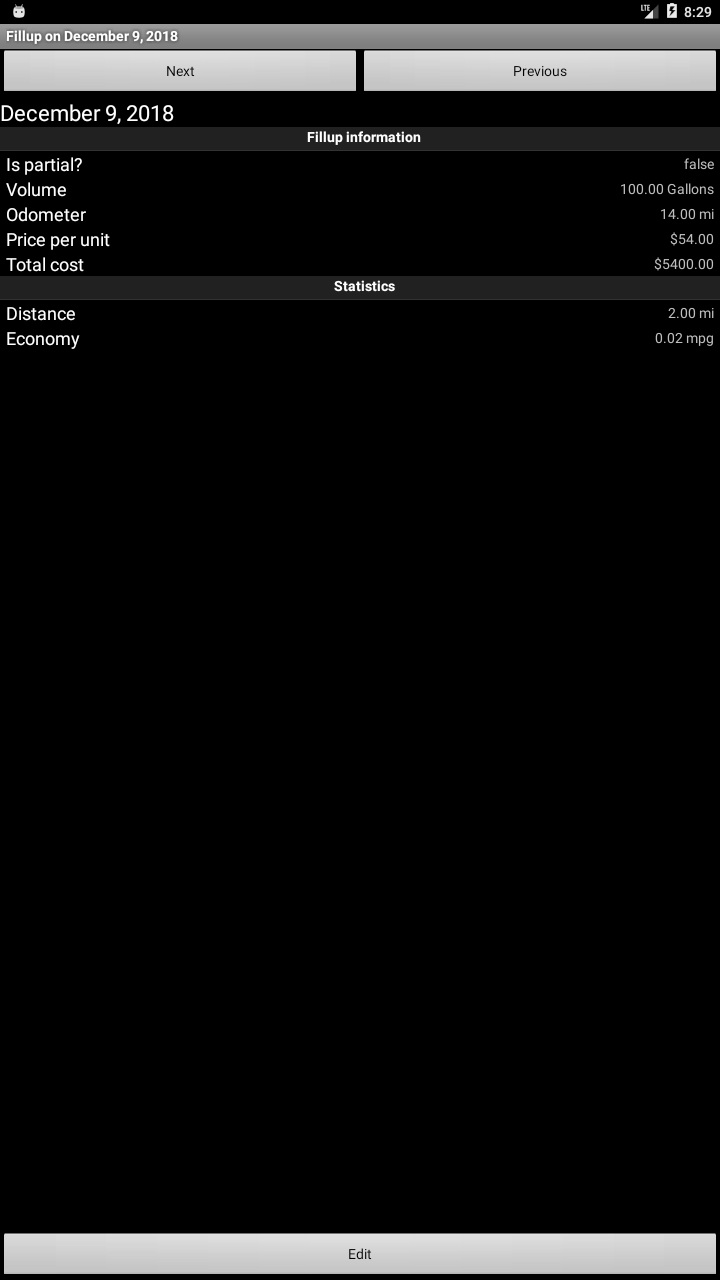 LTE 8:29
Fillup on December 9, 2018
Next Previous
December 9, 2018
Fillup information
Is partial? false
Volume 100.00 Gallons
Odometer 14.00 mi
Price per unit $54.00
Total cost $5400.00
Statistics
Distance 2.00 mi
Economy 0.02 mpg
Edit